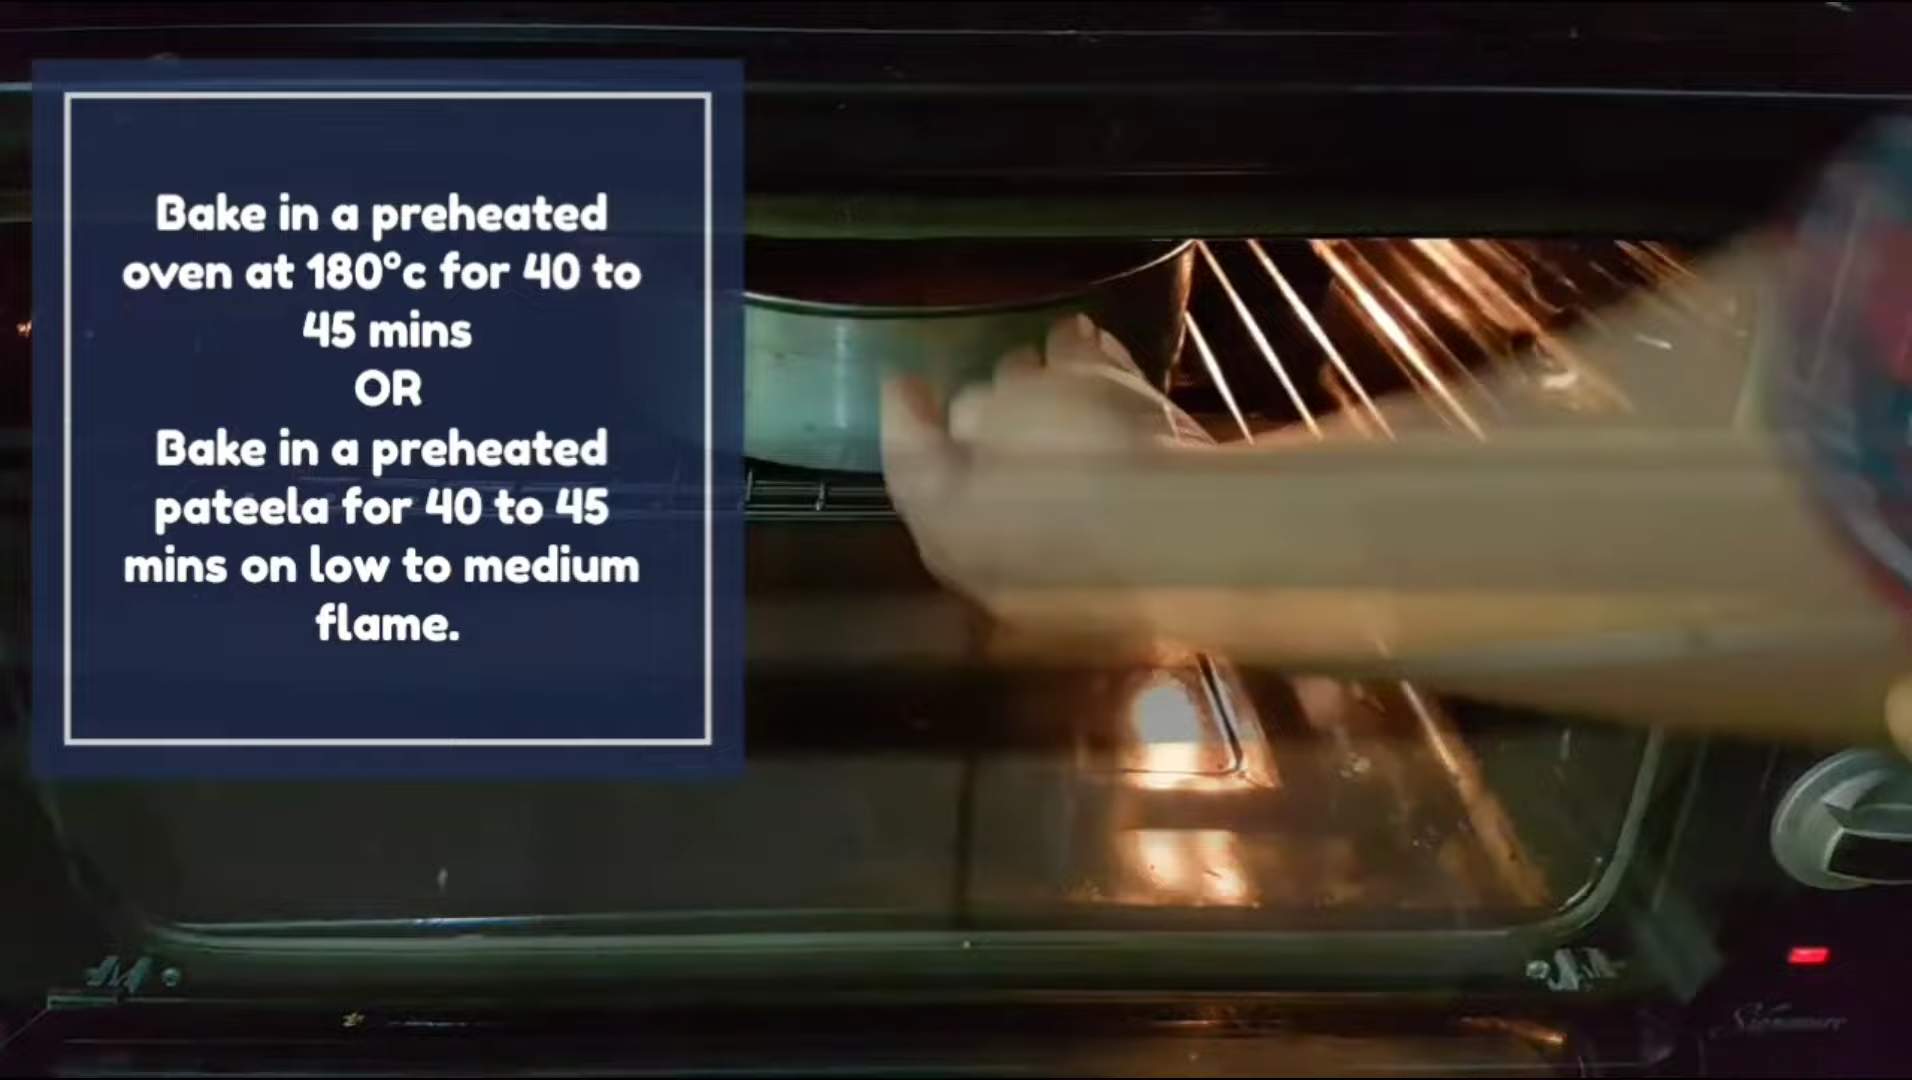 Bake in a preheated
oven at 180°c for 40 to
45 mins
OR
Bake in a preheated
pateela for 40 to 45
mins on low to medium
flame.